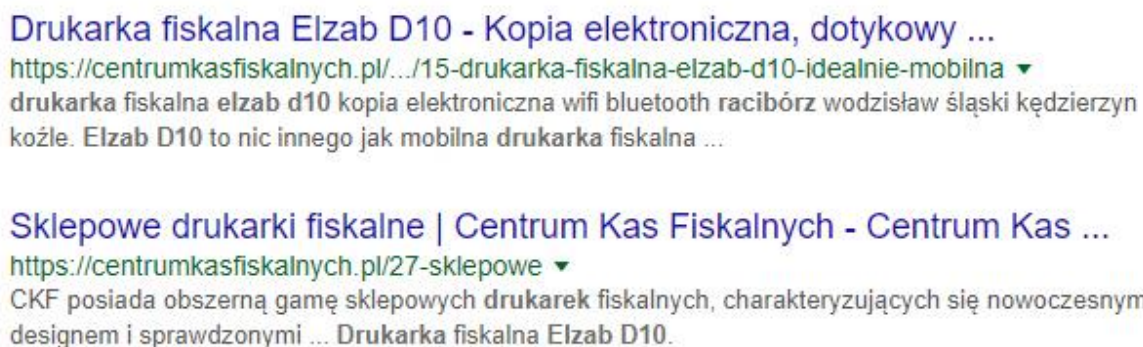 Drukarka fiskalna Elzab D10 - Kopia elektroniczna, dotykowy ...
https://centrumkasfiskalnych.pl/.../15-drukarka-fiskalna-elzab-d10-idealnie-mobilna ▼
drukarka fiskalna elzab d10 kopia elektroniczna wifi bluetooth racibórz wodzisław śląski kędzierzyn
koźle. Elzab D10 to nic innego jak mobilna drukarka fiskalna ...
Sklepowe drukarki fiskalne | Centrum Kas Fiskalnych - Centrum Kas ...
https://centrumkasfiskalnych.pl/27-sklepowe ▼
CKF posiada obszerną gamę sklepowych drukarek fiskalnych, charakteryzujących się nowoczesnym
designem i sprawdzonymi ... Drukarka fiskalna Elzab D10.